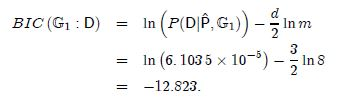 BIC (𝔾₁ : D) = ln (P(D|P̂, 𝔾₁)) − d/2 ln m
= ln (6.1035 × 10⁻⁵) − 3/2 ln 8
= −12.823.